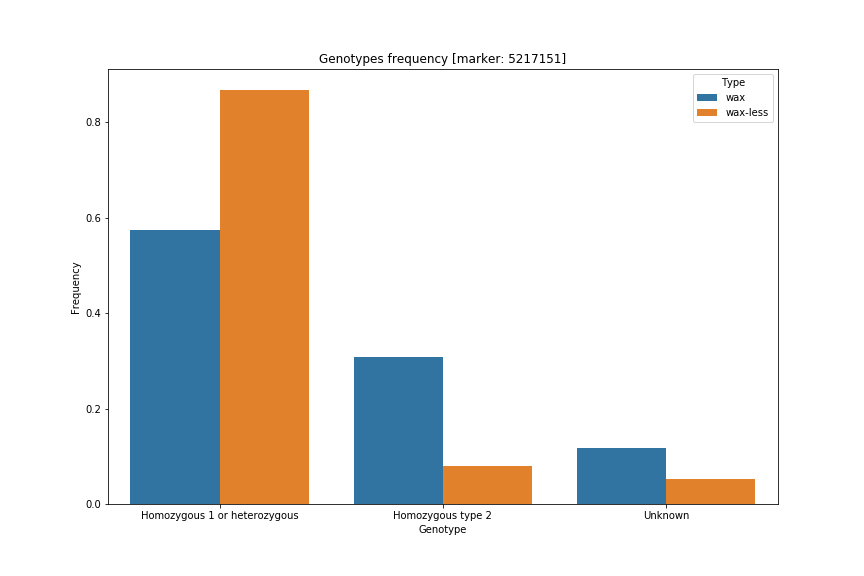 Genotypes frequency [marker: 5217151]
Type
wax
wax-less
0.8
0.6
0.4
0.2
0.0
Frequency
Homozygous 1 or heterozygous
Homozygous type 2
Unknown
Genotype